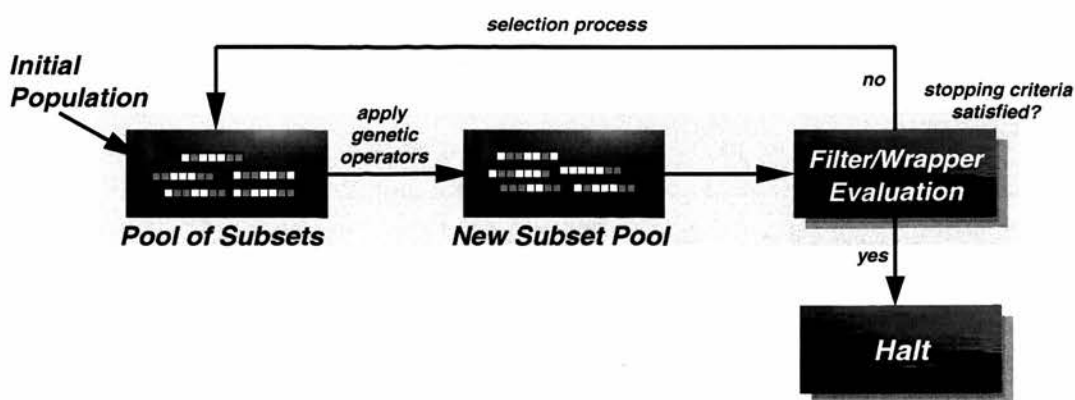 selection process
Initial
Population
no
stopping criteria
satisfied?
apply
genetic
operators
Filter/Wrapper
Evaluation
Pool of Subsets
New Subset Pool
yes
Halt